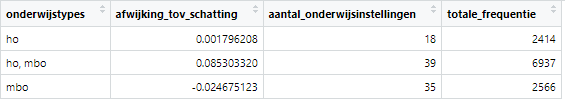 onderwijstypes afwijking_tov_schatting aantal_onderwijsinstellingen totale_frequentie
ho 0.001796208 18 2414
ho, mbo 0.085303320 39 6937
mbo -0.024675123 35 2566